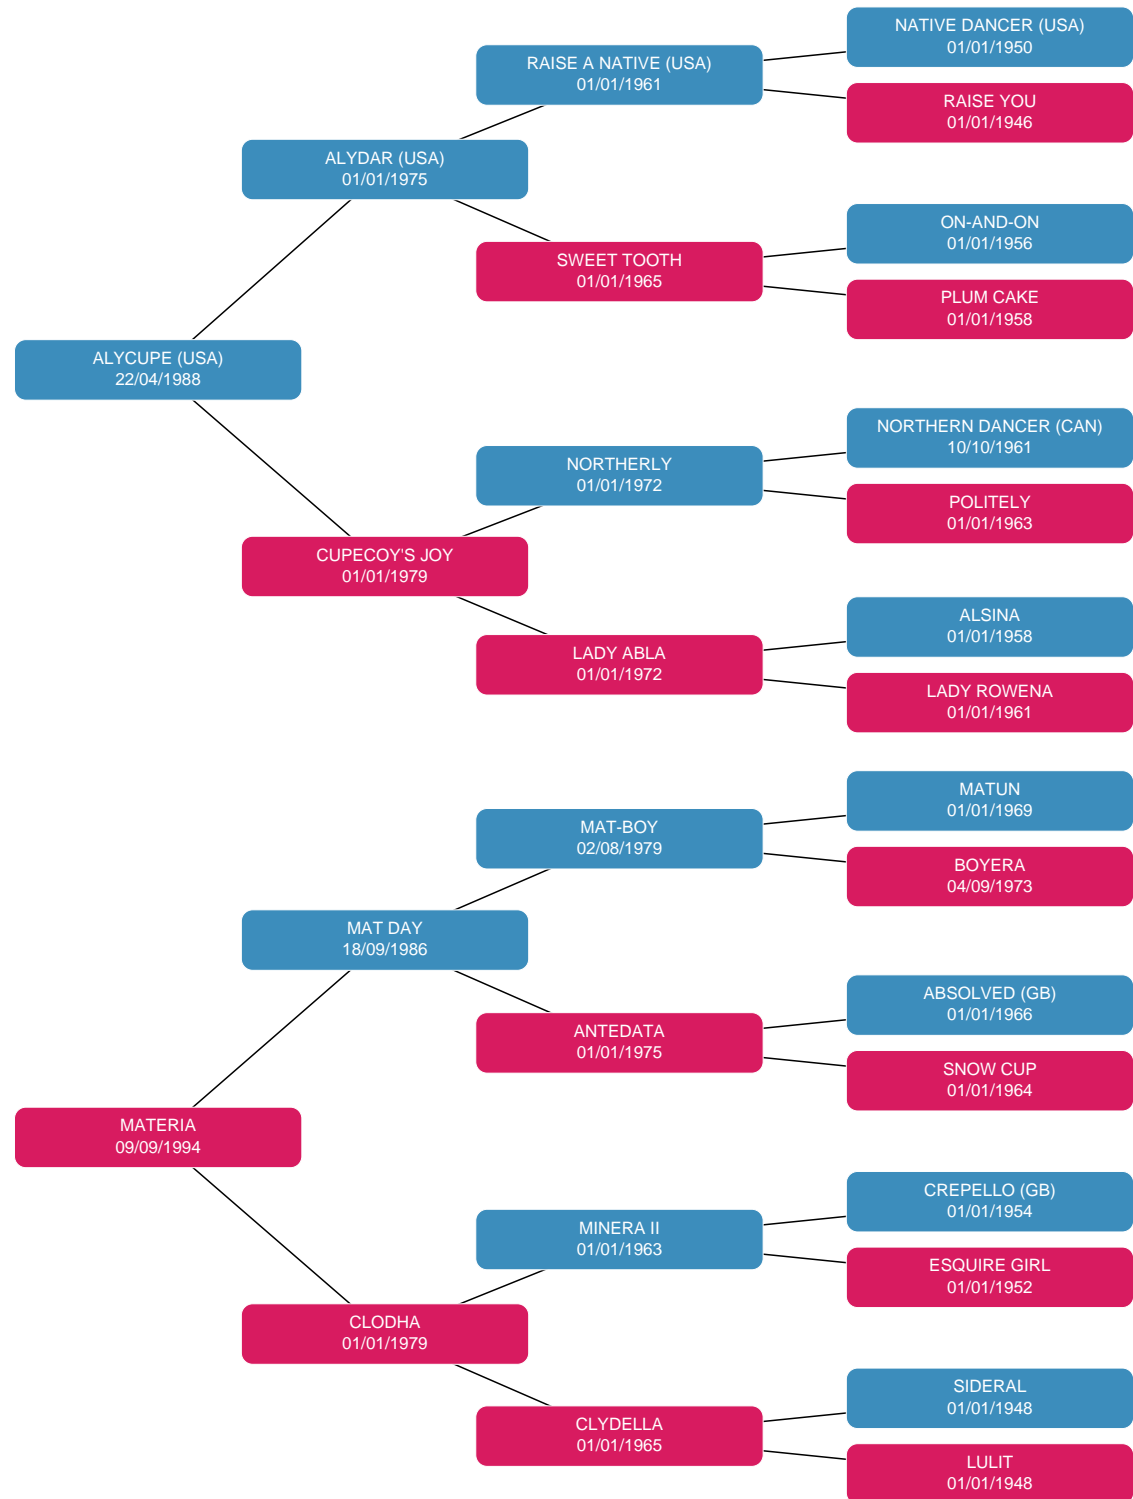 NATIVE DANCER (USA)
01/01/1950
RAISE A NATIVE (USA)
01/01/1961
RAISE YOU
01/01/1946
ALYDAR (USA)
01/01/1975
ON-AND-ON
01/01/1956
SWEET TOOTH
01/01/1965
PLUM CAKE
01/01/1958
ALYCUPE (USA)
22/04/1988
NORTHERN DANCER (CAN)
10/10/1961
NORTHERLY
01/01/1972
POLITELY
01/01/1963
CUPECOY'S JOY
01/01/1979
ALSINA
01/01/1958
LADY ABLA
01/01/1972
LADY ROWENA
01/01/1961
MATUN
01/01/1969
MAT-BOY
02/08/1979
BOYERA
04/09/1973
MAT DAY
18/09/1986
ABSOLVED (GB)
01/01/1966
ANTEDATA
01/01/1975
SNOW CUP
01/01/1964
MATERIA
09/09/1994
CREPELLO (GB)
01/01/1954
MINERA II
01/01/1963
ESQUIRE GIRL
01/01/1952
CLODHA
01/01/1979
SIDERAL
01/01/1948
CLYDELLA
01/01/1965
LULIT
01/01/1948